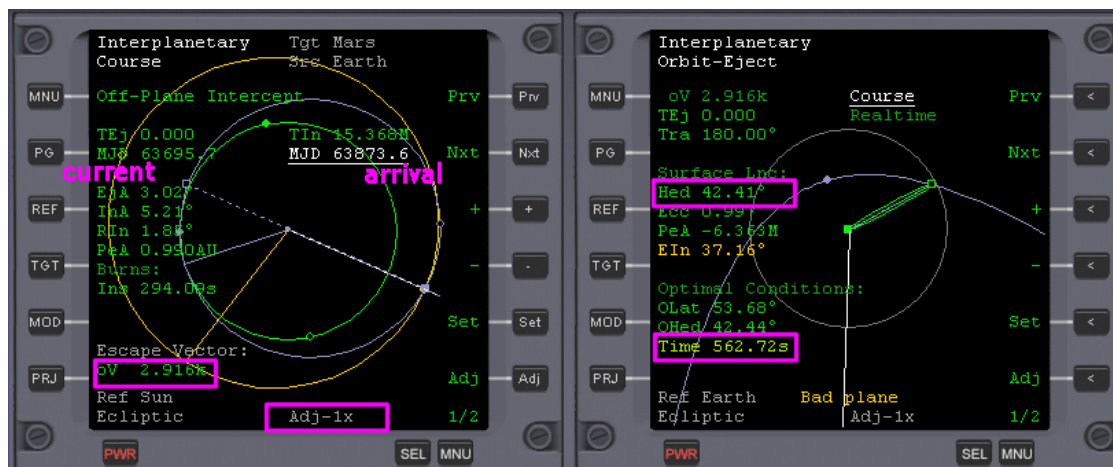 Interplanetary Tgt Mars
Course Src Earth
MNU Off-Plane Intercent Prv Prv
TEj 0.000 TIn 15.368M
PG MJD 63695.7 MJD 63873.6 Nxt Nxt
current arrival
EjA 3.02°
REF InA 5.21° + +
RIn 1.85°
PeA 0.990AU
TGT Burns: - -
Ins 294.09s
MOD Set Set
Escape Vector:
PRJ oV 2.916k Adj Adj
Ref Sun
Ecliptic Adj-1x 1/2
PWR SEL MNU
Interplanetary
Orbit-Eject
MNU oV 2.916k Course Prv <
TEj 0.000 Realtime
Tra 180.00°
PG Nxt <
Surface Lnc:
Hed 42.41°
REF Ecc 0.997 + <
PeA -6.363M
EIn 37.16°
TGT - <
Optimal Conditions:
OLat 53.68°
MOD OHed 42.44° Set <
Time 562.72s
PRJ Adj <
Ref Earth Bad plane
Ecliptic Adj-1x 1/2
PWR SEL MNU